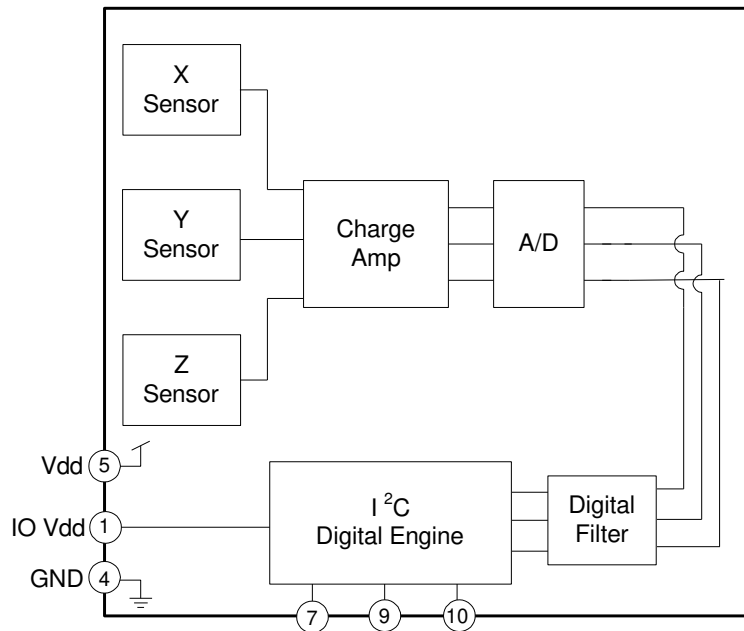 X
Sensor
Y
Sensor
Charge
Amp
A/D
Z
Sensor
Vdd 5
IO Vdd 1
GND 4
I ²C
Digital Engine
Digital
Filter
7 9 10